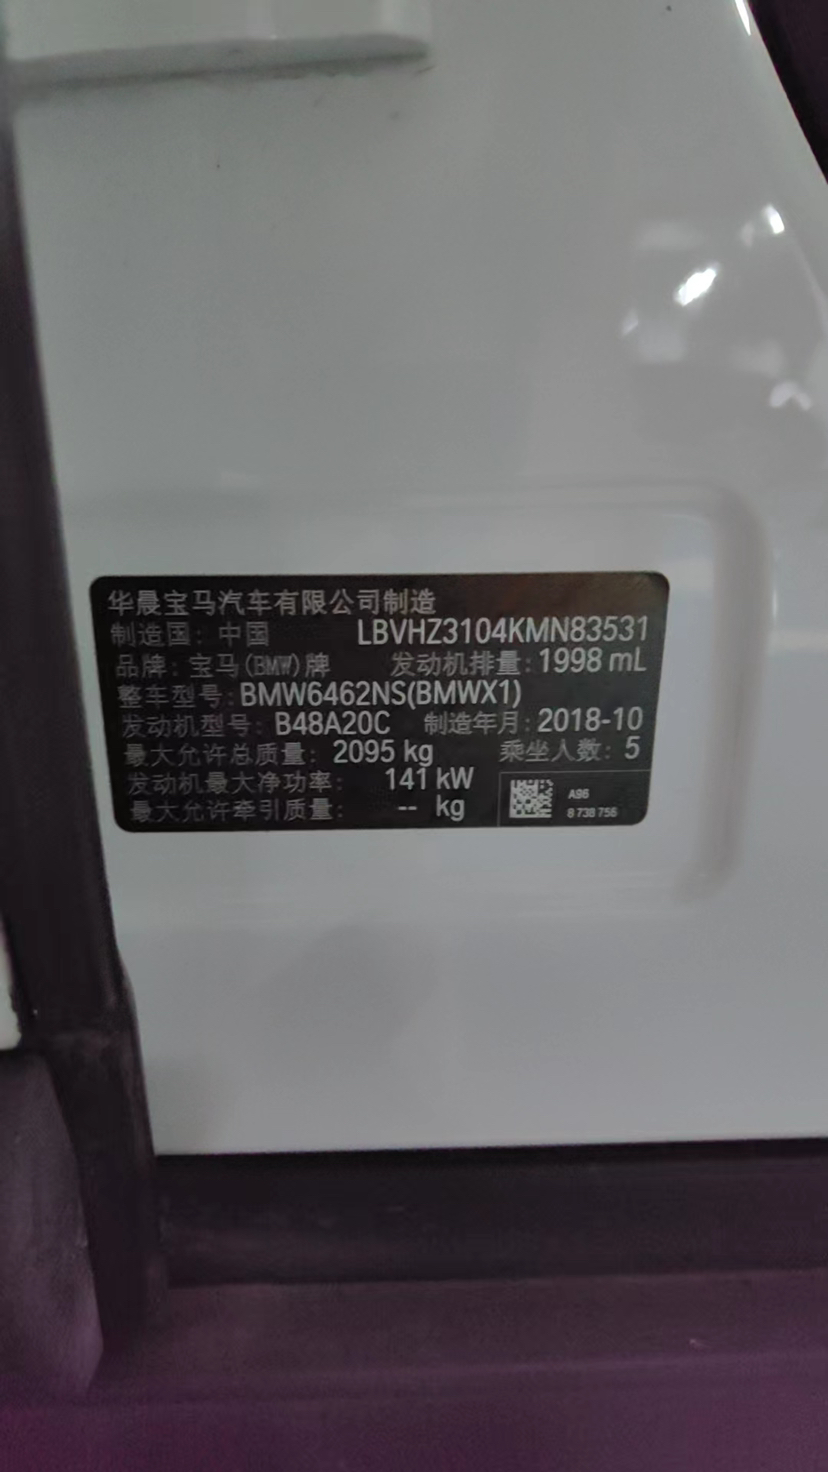 华晨宝马汽车有限公司制造
制造国：中国 LBVHZ3104KMN83531
品牌：宝马(BMW)牌 发动机排量：1998 mL
整车型号：BMW6462NS(BMWX1)
发动机型号：B48A20C 制造年月：2018-10
最大允许总质量：2095 kg 乘坐人数：5
发动机最大净功率：141 kW
最大允许牵引质量：-- kg
A96
8 738 756